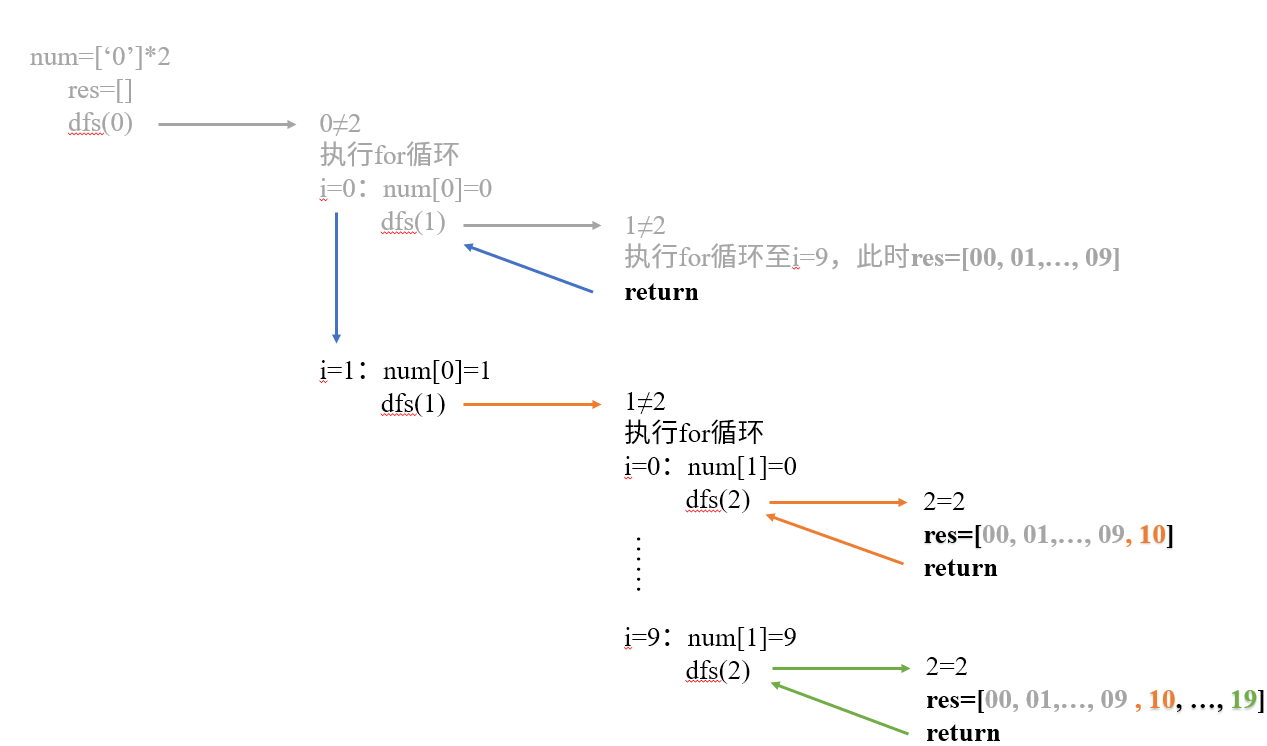 num=[‘0’]*2
res=[]
dfs(0)
0≠2
执行for循环
i=0：num[0]=0
dfs(1)
1≠2
执行for循环至i=9，此时res=[00, 01,…, 09]
return
i=1：num[0]=1
dfs(1)
1≠2
执行for循环
i=0：num[1]=0
dfs(2)
2=2
res=[00, 01,…, 09, 10]
return
……
i=9：num[1]=9
dfs(2)
2=2
res=[00, 01,…, 09 , 10, …, 19]
return